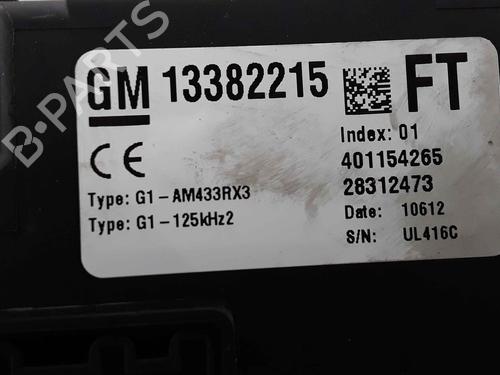 B-PARTS
GM 13382215 FT
CE
Index: 01
401154265
28312473
Type: G1-AM433RX3
Type: G1-125kHz2
Date: 10612
S/N: UL416C